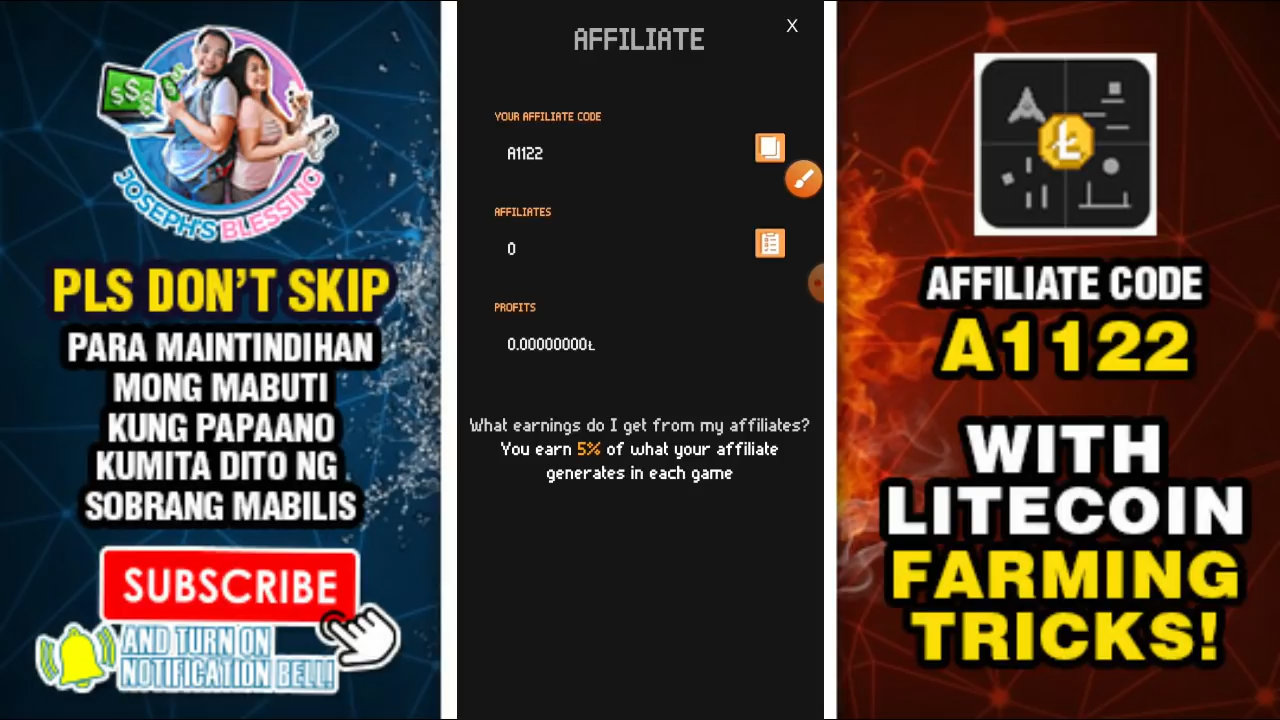 JOSEPH'S BLESSING
PLS DON'T SKIP
PARA MAINTINDIHAN
MONG MABUTI
KUNG PAPAANO
KUMITA DITO NG
SOBRANG MABILIS
SUBSCRIBE
AND TURN ON
NOTIFICATION BELL!
AFFILIATE
X
YOUR AFFILIATE CODE
A1122
AFFILIATES
0
PROFITS
0.00000000Ł
What earnings do I get from my affiliates?
You earn 5% of what your affiliate
generates in each game
AFFILIATE CODE
A1122
WITH
LITECOIN
FARMING
TRICKS!